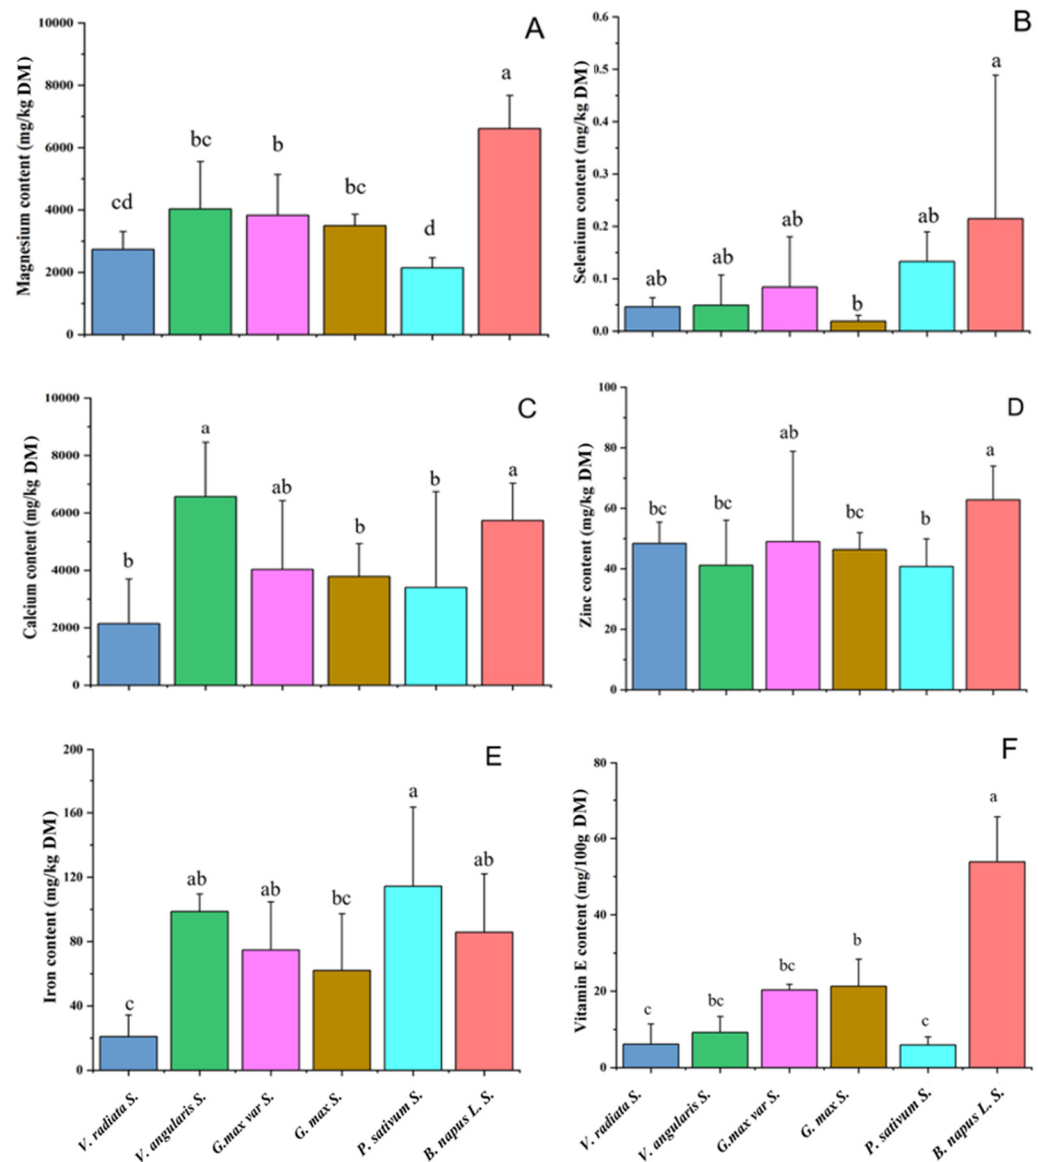 A
Magnesium content (mg/kg DM)
10000
8000
6000
4000
2000
0
cd
bc
b
bc
d
a
B
Selenium content (mg/kg DM)
0.6
0.5
0.4
0.3
0.2
0.1
0.0
ab
ab
ab
b
ab
a
C
Calcium content (mg/kg DM)
10000
8000
6000
4000
2000
0
b
a
ab
b
b
a
D
Zinc content (mg/kg DM)
100
80
60
40
20
0
bc
bc
ab
bc
b
a
E
Iron content (mg/kg DM)
200
160
120
80
40
0
c
ab
ab
bc
a
ab
V. radiata S.
V. angularis S.
G.max var S.
G. max S.
P. sativum S.
B. napus L. S.
F
Vitamin E content (mg/100g DM)
80
60
40
20
0
c
bc
bc
b
c
a
V. radiata S.
V. angularis S.
G.max var S.
G. max S.
P. sativum S.
B. napus L. S.